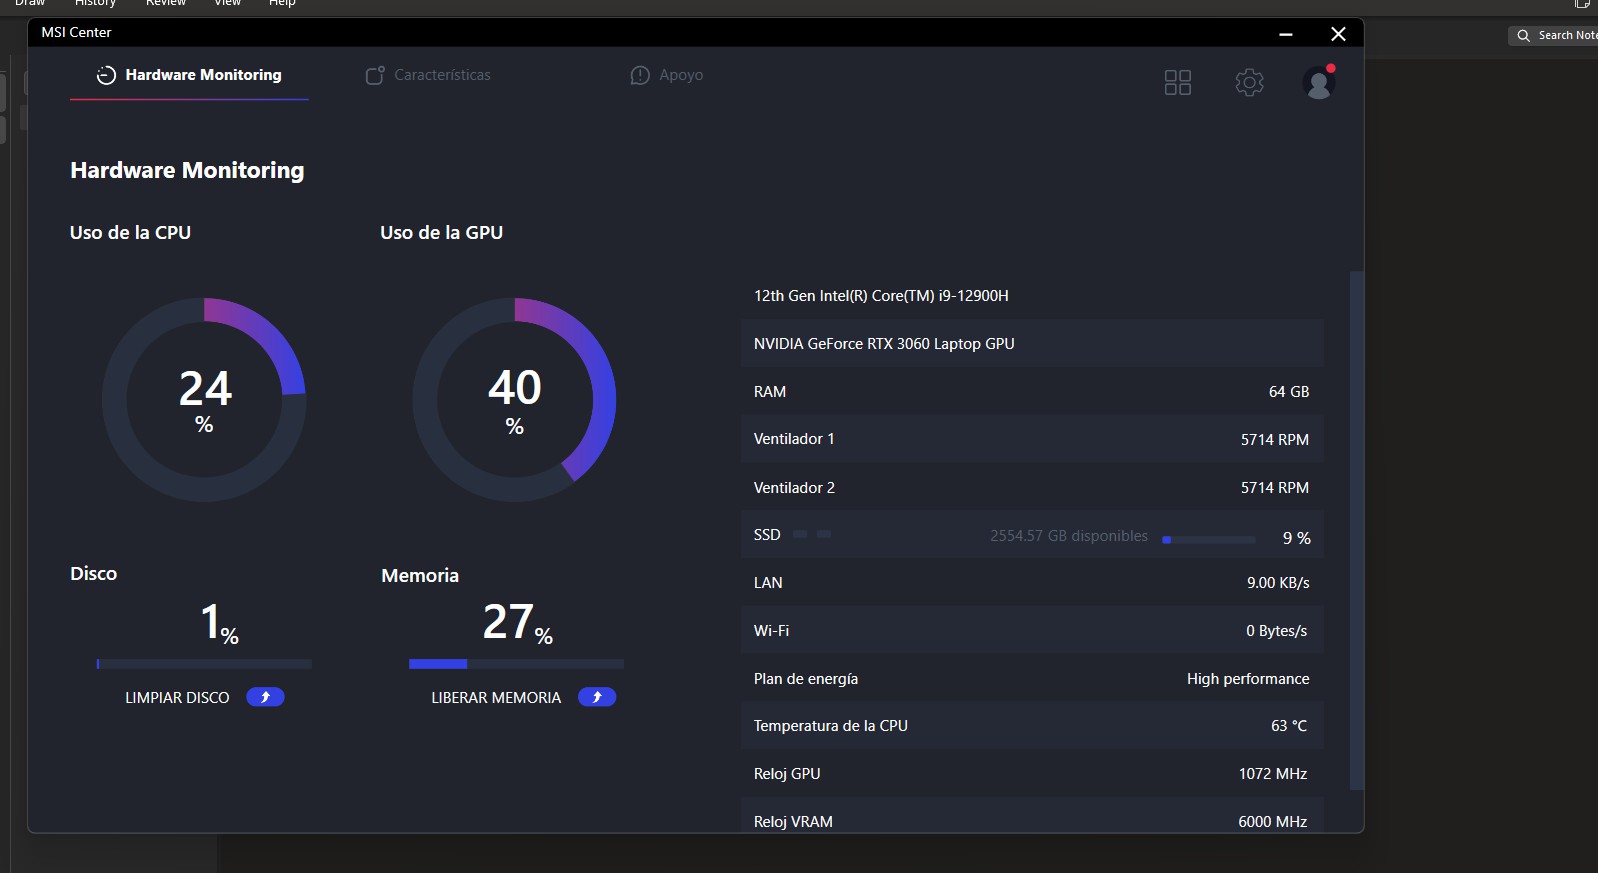 Draw History Review View Help
Search Note
MSI Center
Hardware Monitoring
Características
Apoyo
Hardware Monitoring
Uso de la CPU
Uso de la GPU
24
%
40
%
Disco
1%
LIMPIAR DISCO
Memoria
27%
LIBERAR MEMORIA
12th Gen Intel(R) Core(TM) i9-12900H
NVIDIA GeForce RTX 3060 Laptop GPU
RAM 64 GB
Ventilador 1 5714 RPM
Ventilador 2 5714 RPM
SSD 2554.57 GB disponibles 9 %
LAN 9.00 KB/s
Wi-Fi 0 Bytes/s
Plan de energía High performance
Temperatura de la CPU 63 °C
Reloj GPU 1072 MHz
Reloj VRAM 6000 MHz